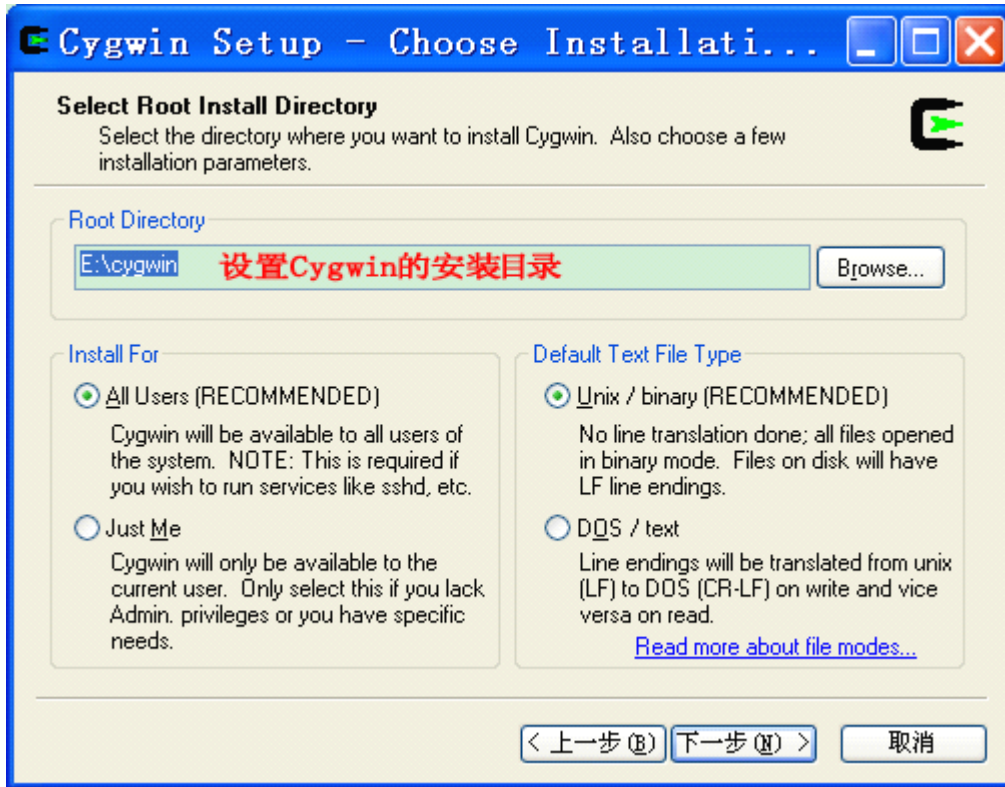 Cygwin Setup - Choose Installati...
Select Root Install Directory
Select the directory where you want to install Cygwin. Also choose a few
installation parameters.
Root Directory
E:\cygwin 设置Cygwin的安装目录 Browse...
Install For
All Users (RECOMMENDED)
Cygwin will be available to all users of
the system. NOTE: This is required if
you wish to run services like sshd, etc.
Just Me
Cygwin will only be available to the
current user. Only select this if you lack
Admin. privileges or you have specific
needs.
Default Text File Type
Unix / binary (RECOMMENDED)
No line translation done; all files opened
in binary mode. Files on disk will have
LF line endings.
DOS / text
Line endings will be translated from unix
(LF) to DOS (CR-LF) on write and vice
versa on read.
Read more about file modes...
< 上一步(B) 下一步(N) > 取消